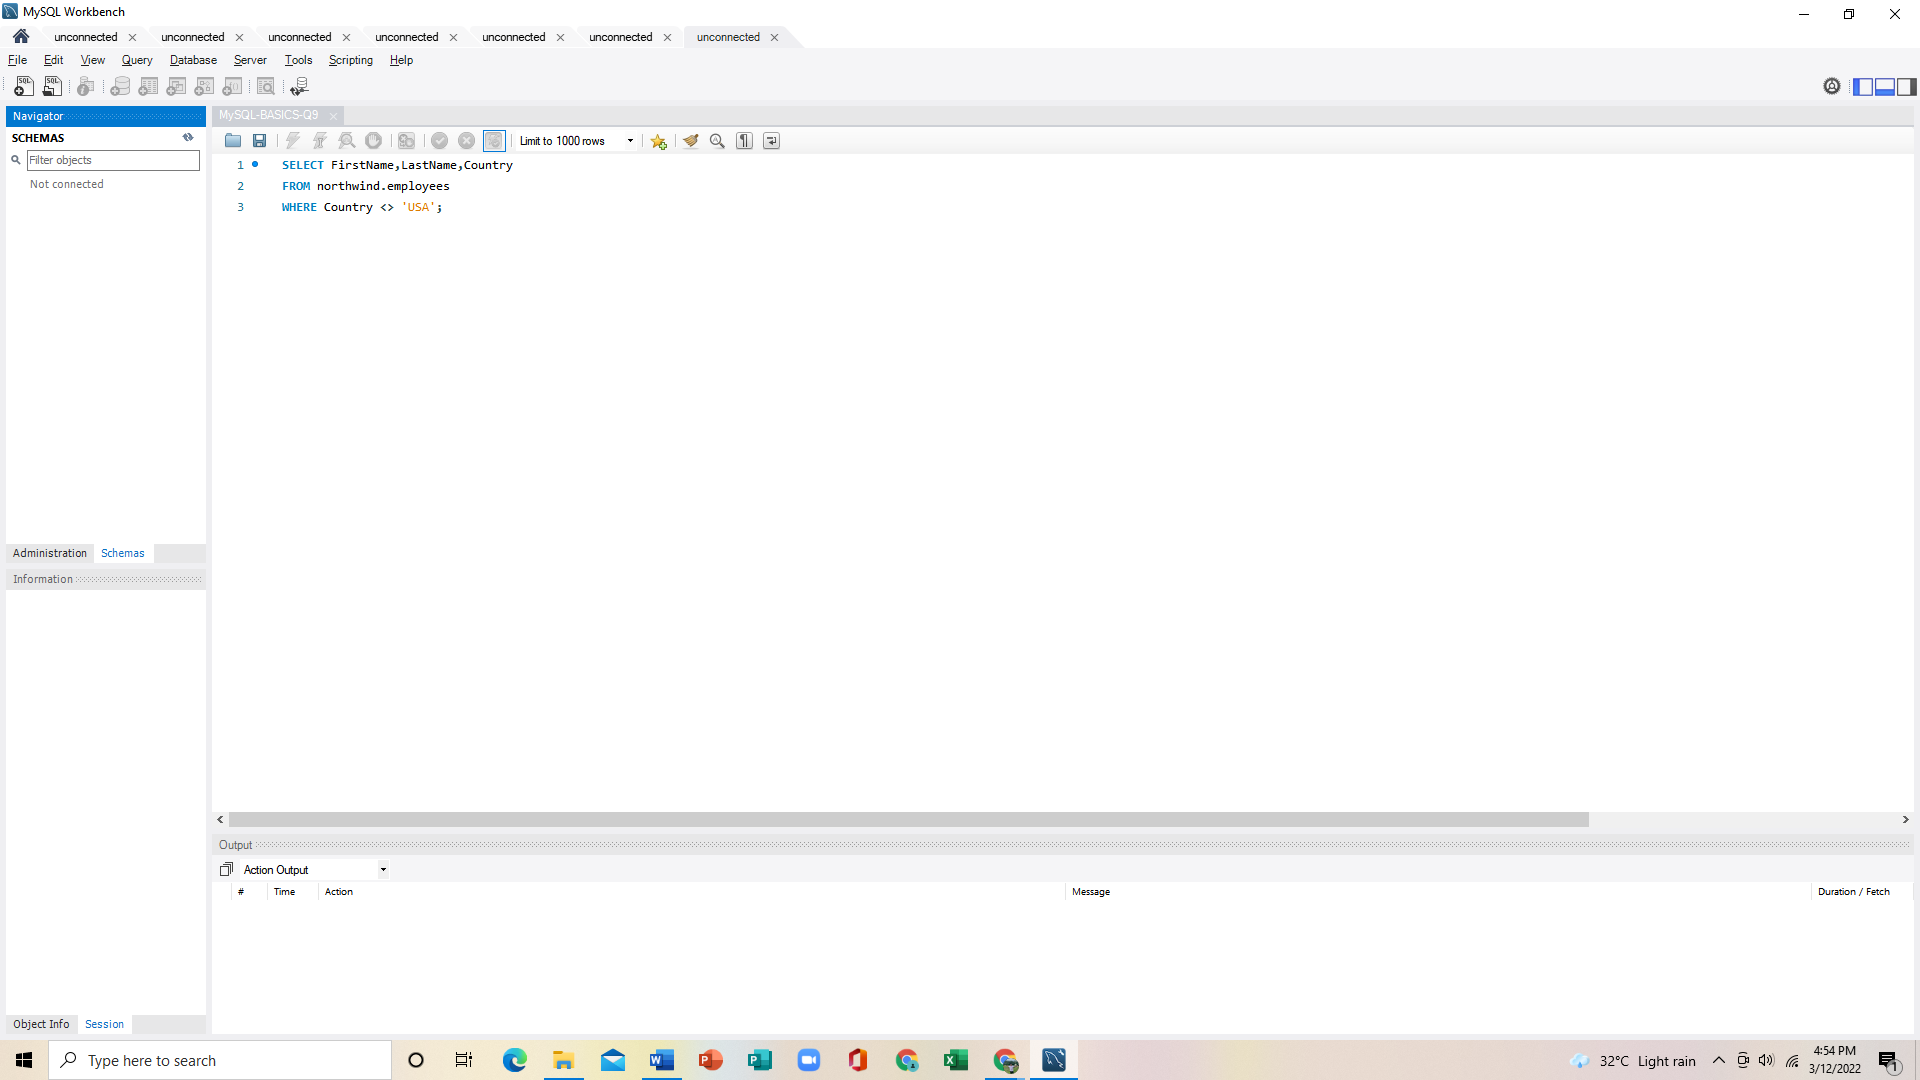 MySQL Workbench
unconnected unconnected unconnected unconnected unconnected unconnected unconnected
File Edit View Query Database Server Tools Scripting Help
Navigator
SCHEMAS
Filter objects
Not connected
Administration Schemas
Information
Object Info Session
MySQL-BASICS-Q9
Limit to 1000 rows
1 SELECT FirstName,LastName,Country
2 FROM northwind.employees
3 WHERE Country <> 'USA';
Output
Action Output
# Time Action Message Duration / Fetch
Type here to search
32°C Light rain
4:54 PM
3/12/2022
1